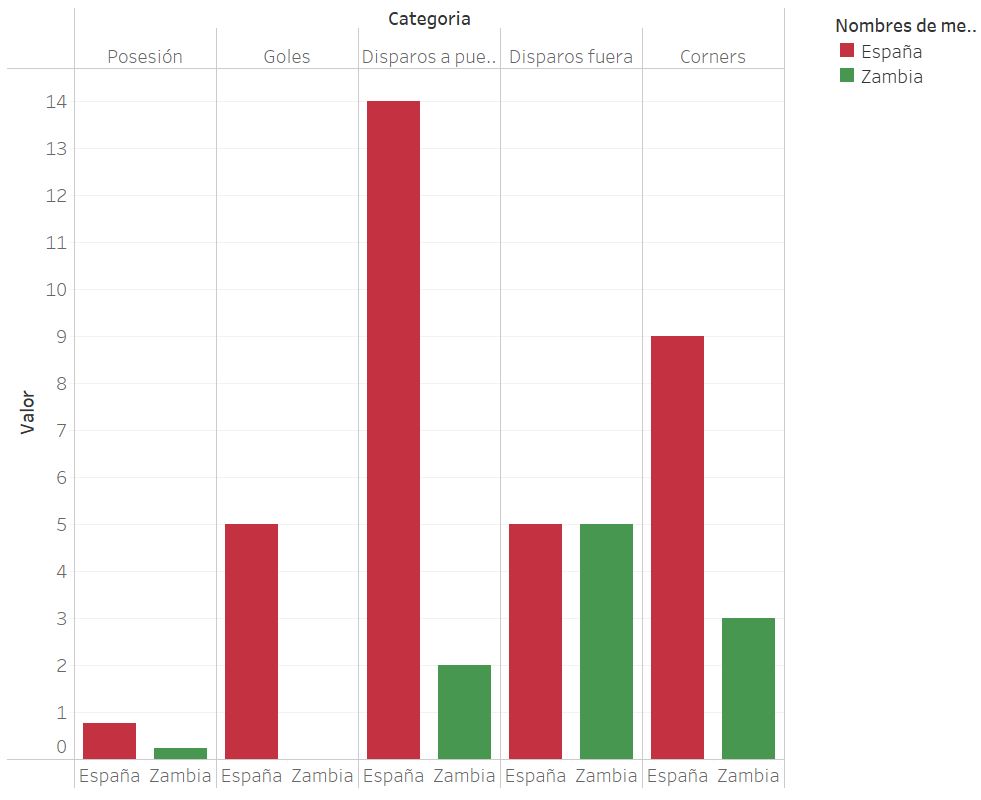 Categoria
Posesión Goles Disparos a pue.. Disparos fuera Corners
14
13
12
11
10
9
8
7
6
5
4
3
2
1
0
Valor
España Zambia España Zambia España Zambia España Zambia España Zambia
Nombres de me..
España
Zambia